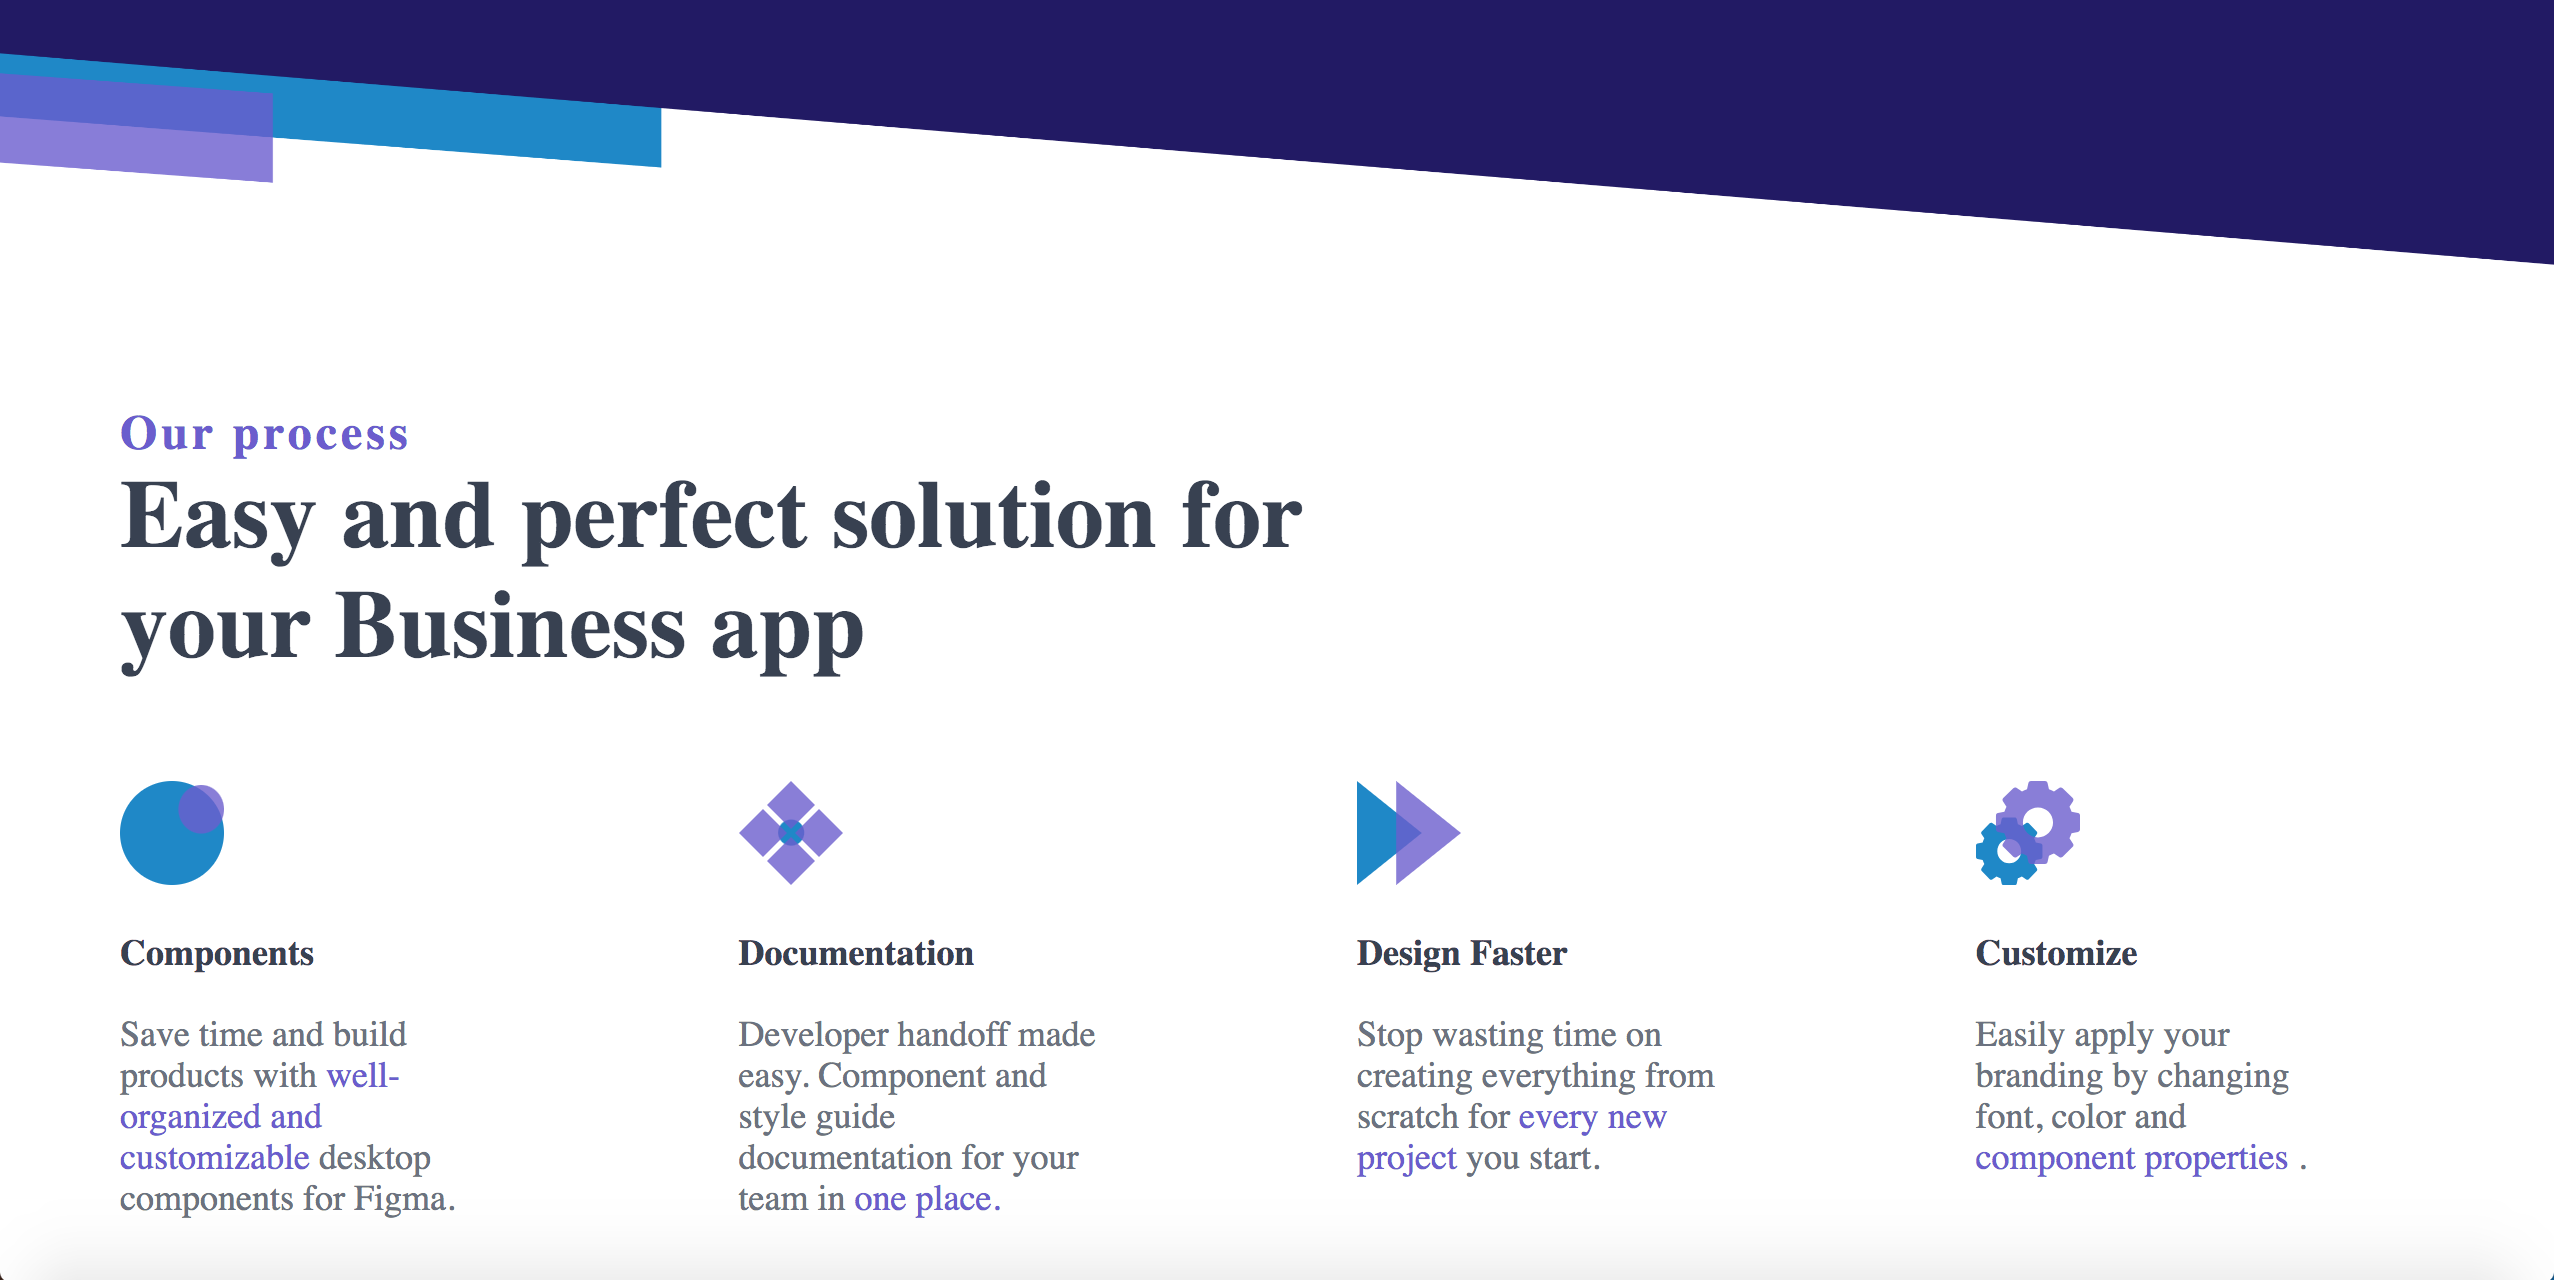 Our process
Easy and perfect solution for
your Business app
Components
Save time and build
products with well-
organized and
customizable desktop
components for Figma.
Documentation
Developer handoff made
easy. Component and
style guide
documentation for your
team in one place.
Design Faster
Stop wasting time on
creating everything from
scratch for every new
project you start.
Customize
Easily apply your
branding by changing
font, color and
component properties .